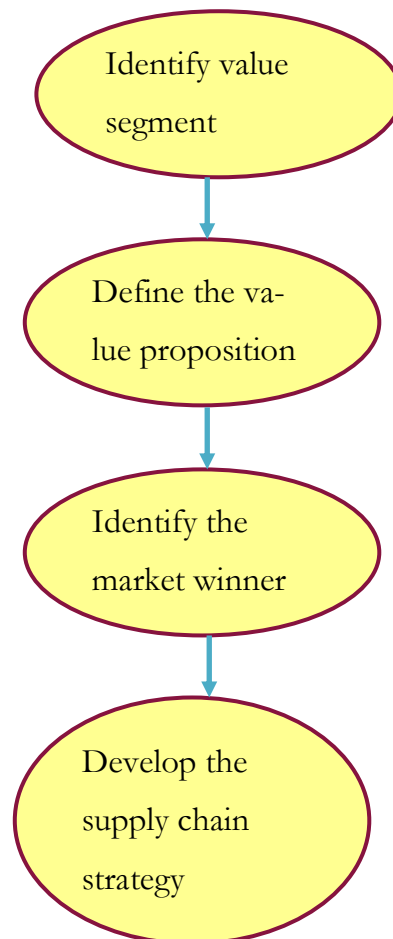 Identify value
segment
Define the va-
lue proposition
Identify the
market winner
Develop the
supply chain
strategy